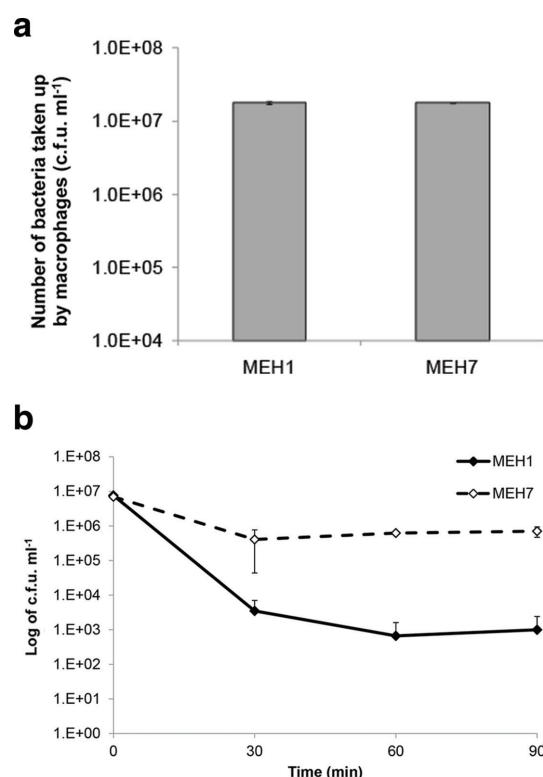 a
Number of bacteria taken up
by macrophages (c.f.u. ml-1)
1.0E+08
1.0E+07
1.0E+06
1.0E+05
1.0E+04
MEH1 MEH7
b
Log of c.f.u. ml-1
1.E+08
1.E+07
1.E+06
1.E+05
1.E+04
1.E+03
1.E+02
1.E+01
1.E+00
MEH1
MEH7
0 30 60 90
Time (min)